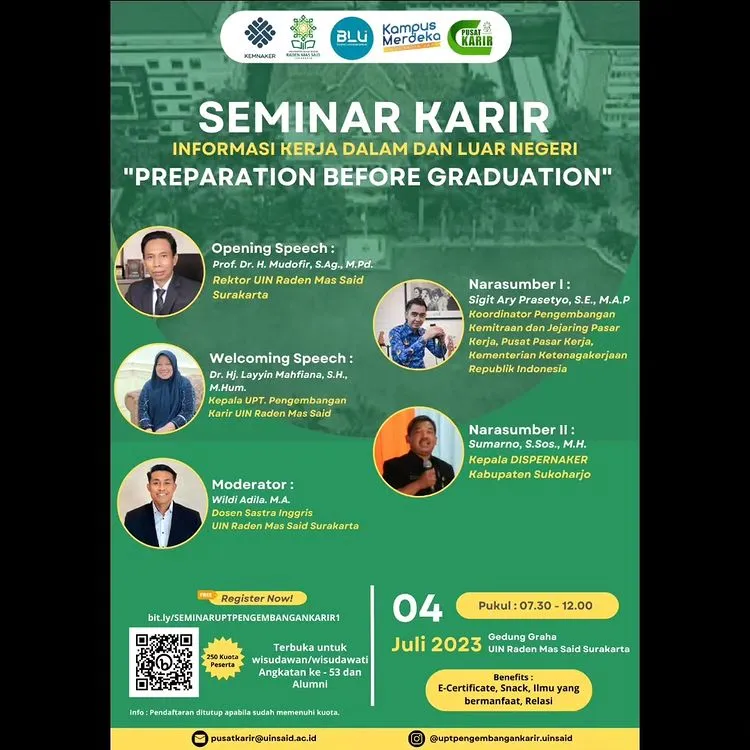 KEMNAKER
RADEN MAS SAID
BLU
Kampus
Merdeka
PUSAT
KARIR
SEMINAR KARIR
INFORMASI KERJA DALAM DAN LUAR NEGERI
"PREPARATION BEFORE GRADUATION"
Opening Speech :
Prof. Dr. H. Mudofir, S.Ag., M.Pd.
Rektor UIN Raden Mas Said
Surakarta
Narasumber I :
Sigit Ary Prasetyo, S.E., M.A.P
Koordinator Pengembangan
Kemitraan dan Jejaring Pasar
Kerja, Pusat Pasar Kerja,
Kementerian Ketenagakerjaan
Republik Indonesia
Welcoming Speech :
Dr. Hj. Layyin Mahfiana, S.H.,
M.Hum.
Kepala UPT. Pengembangan
Karir UIN Raden Mas Said
Narasumber II :
Sumarno, S.Sos., M.H.
Kepala DISPERNAKER
Kabupaten Sukoharjo
Moderator :
Wildi Adila. M.A.
Dosen Sastra Inggris
UIN Raden Mas Said Surakarta
FREE
Register Now!
bit.ly/SEMINARUPTPENGEMBANGANKARIR1
250 Kuota
Peserta
Terbuka untuk
wisudawan/wisudawati
Angkatan ke - 53 dan
Alumni
Info : Pendaftaran ditutup apabila sudah memenuhi kuota.
04
Juli 2023
Pukul : 07.30 - 12.00
Gedung Graha
UIN Raden Mas Said Surakarta
Benefits :
E-Certificate, Snack, Ilmu yang
bermanfaat, Relasi
pusatkarir@uinsaid.ac.id
@uptpengembangankarir.uinsaid